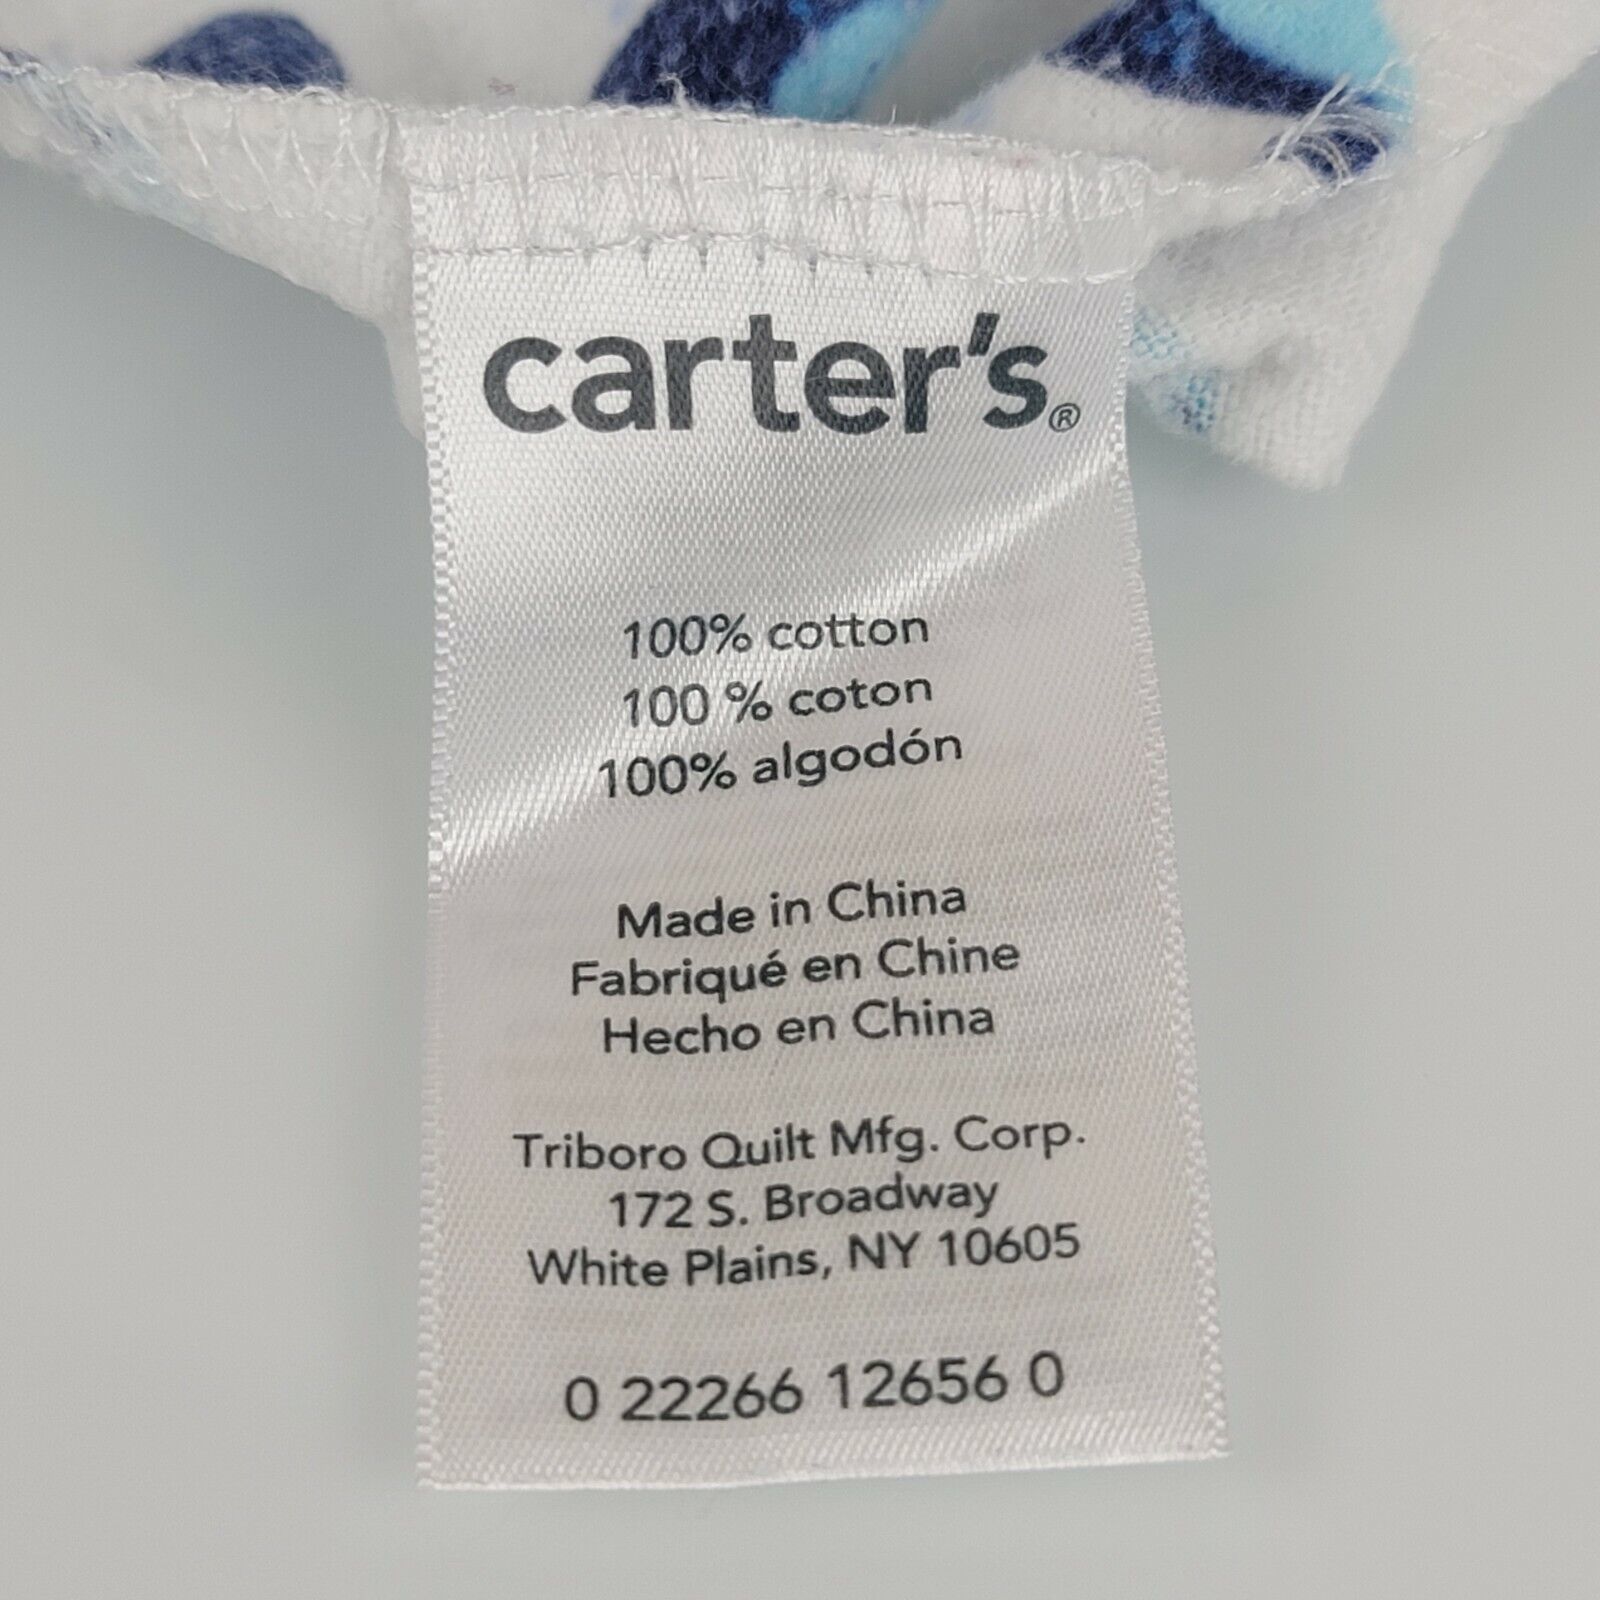 carter's®
100% cotton
100 % coton
100% algodón
Made in China
Fabriqué en Chine
Hecho en China
Triboro Quilt Mfg. Corp.
172 S. Broadway
White Plains, NY 10605
0 22266 12656 0